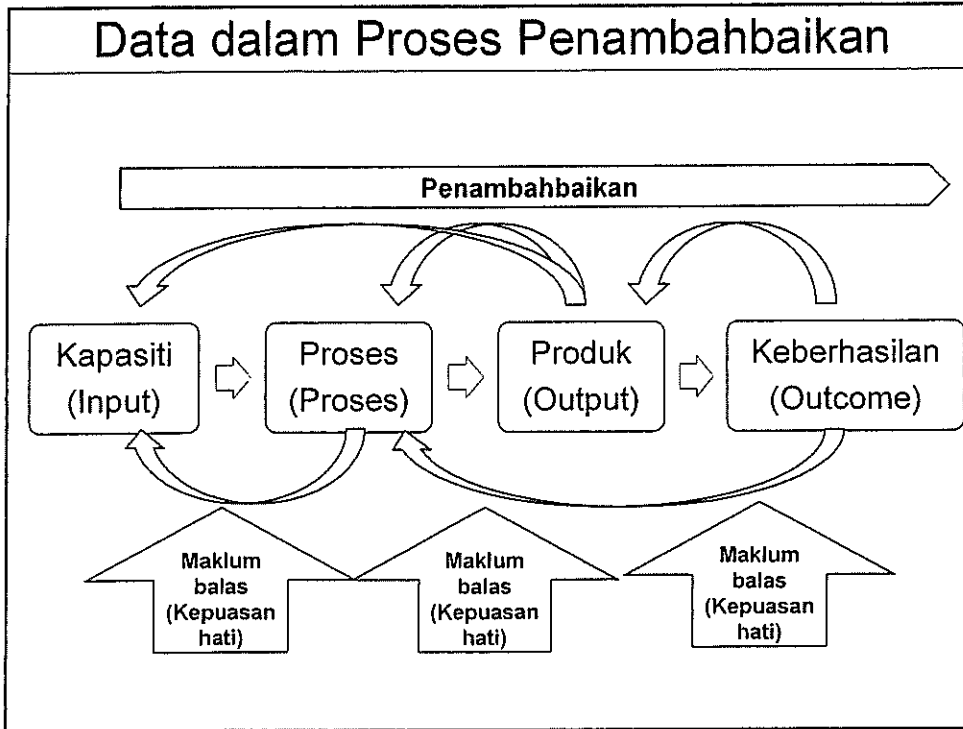 Data dalam Proses Penambahbaikan
Penambahbaikan
Kapasiti
(Input)
Proses
(Proses)
Produk
(Output)
Keberhasilan
(Outcome)
Maklum
balas
(Kepuasan
hati)
Maklum
balas
(Kepuasan
hati)
Maklum
balas
(Kepuasan
hati)